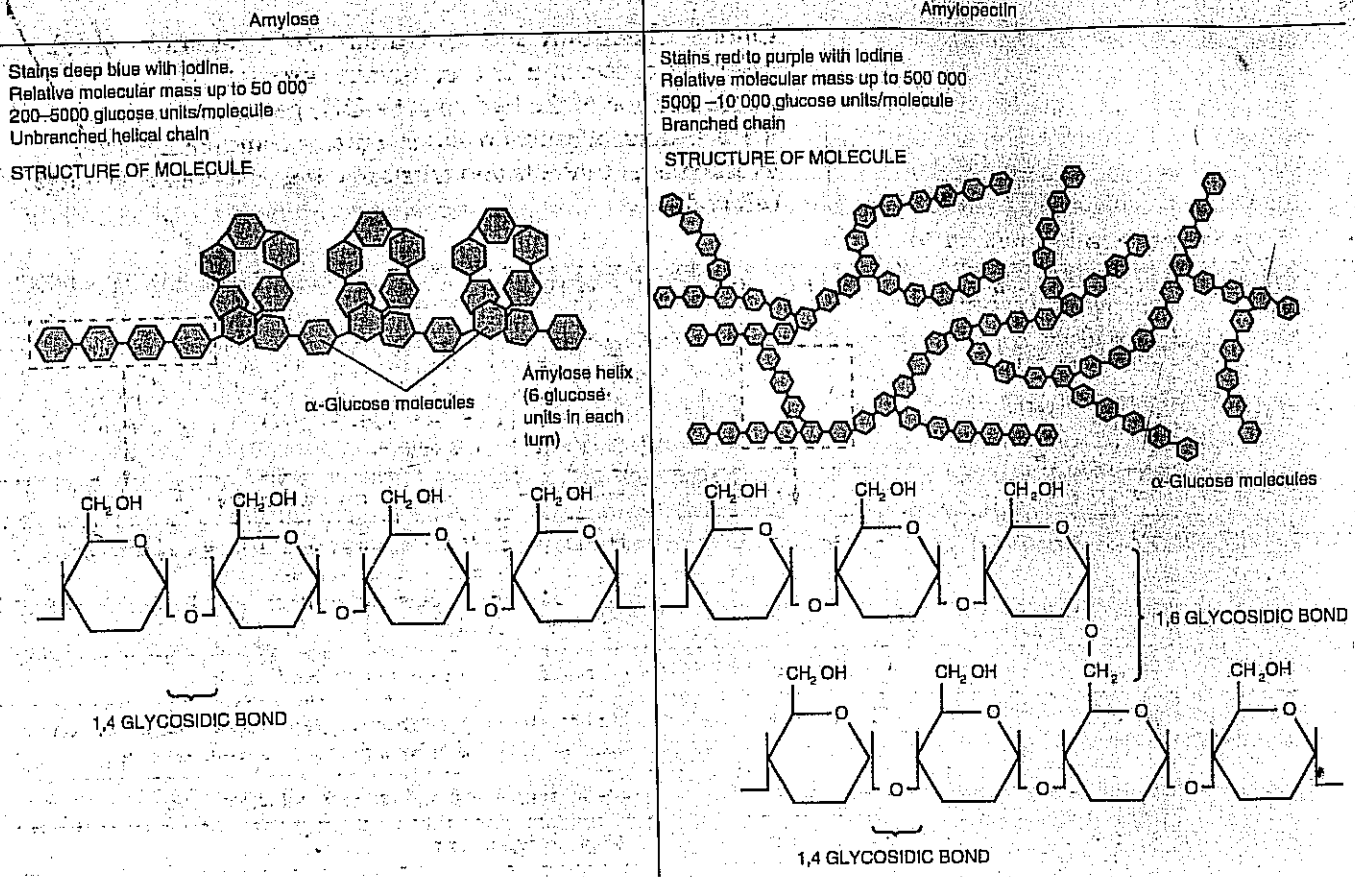 Amylose
Stains deep blue with iodine.
Relative molecular mass up to 50 000
200–5000 glucose units/molecule
Unbranched helical chain
STRUCTURE OF MOLECULE
α-Glucose molecules
Amylose helix
(6 glucose
units in each
turn)
CH₂OH
CH₂OH
CH₂OH
CH₂OH
O
O
O
O
O
O
O
1,4 GLYCOSIDIC BOND
Amylopectin
Stains red to purple with iodine
Relative molecular mass up to 500 000
5000–10 000 glucose units/molecule
Branched chain
STRUCTURE OF MOLECULE
α-Glucose molecules
CH₂OH
CH₂OH
CH₂OH
O
O
O
O
O
O
1,6 GLYCOSIDIC BOND
CH₂OH
CH₂OH
CH₂
CH₂OH
O
O
O
O
O
O
O
1,4 GLYCOSIDIC BOND